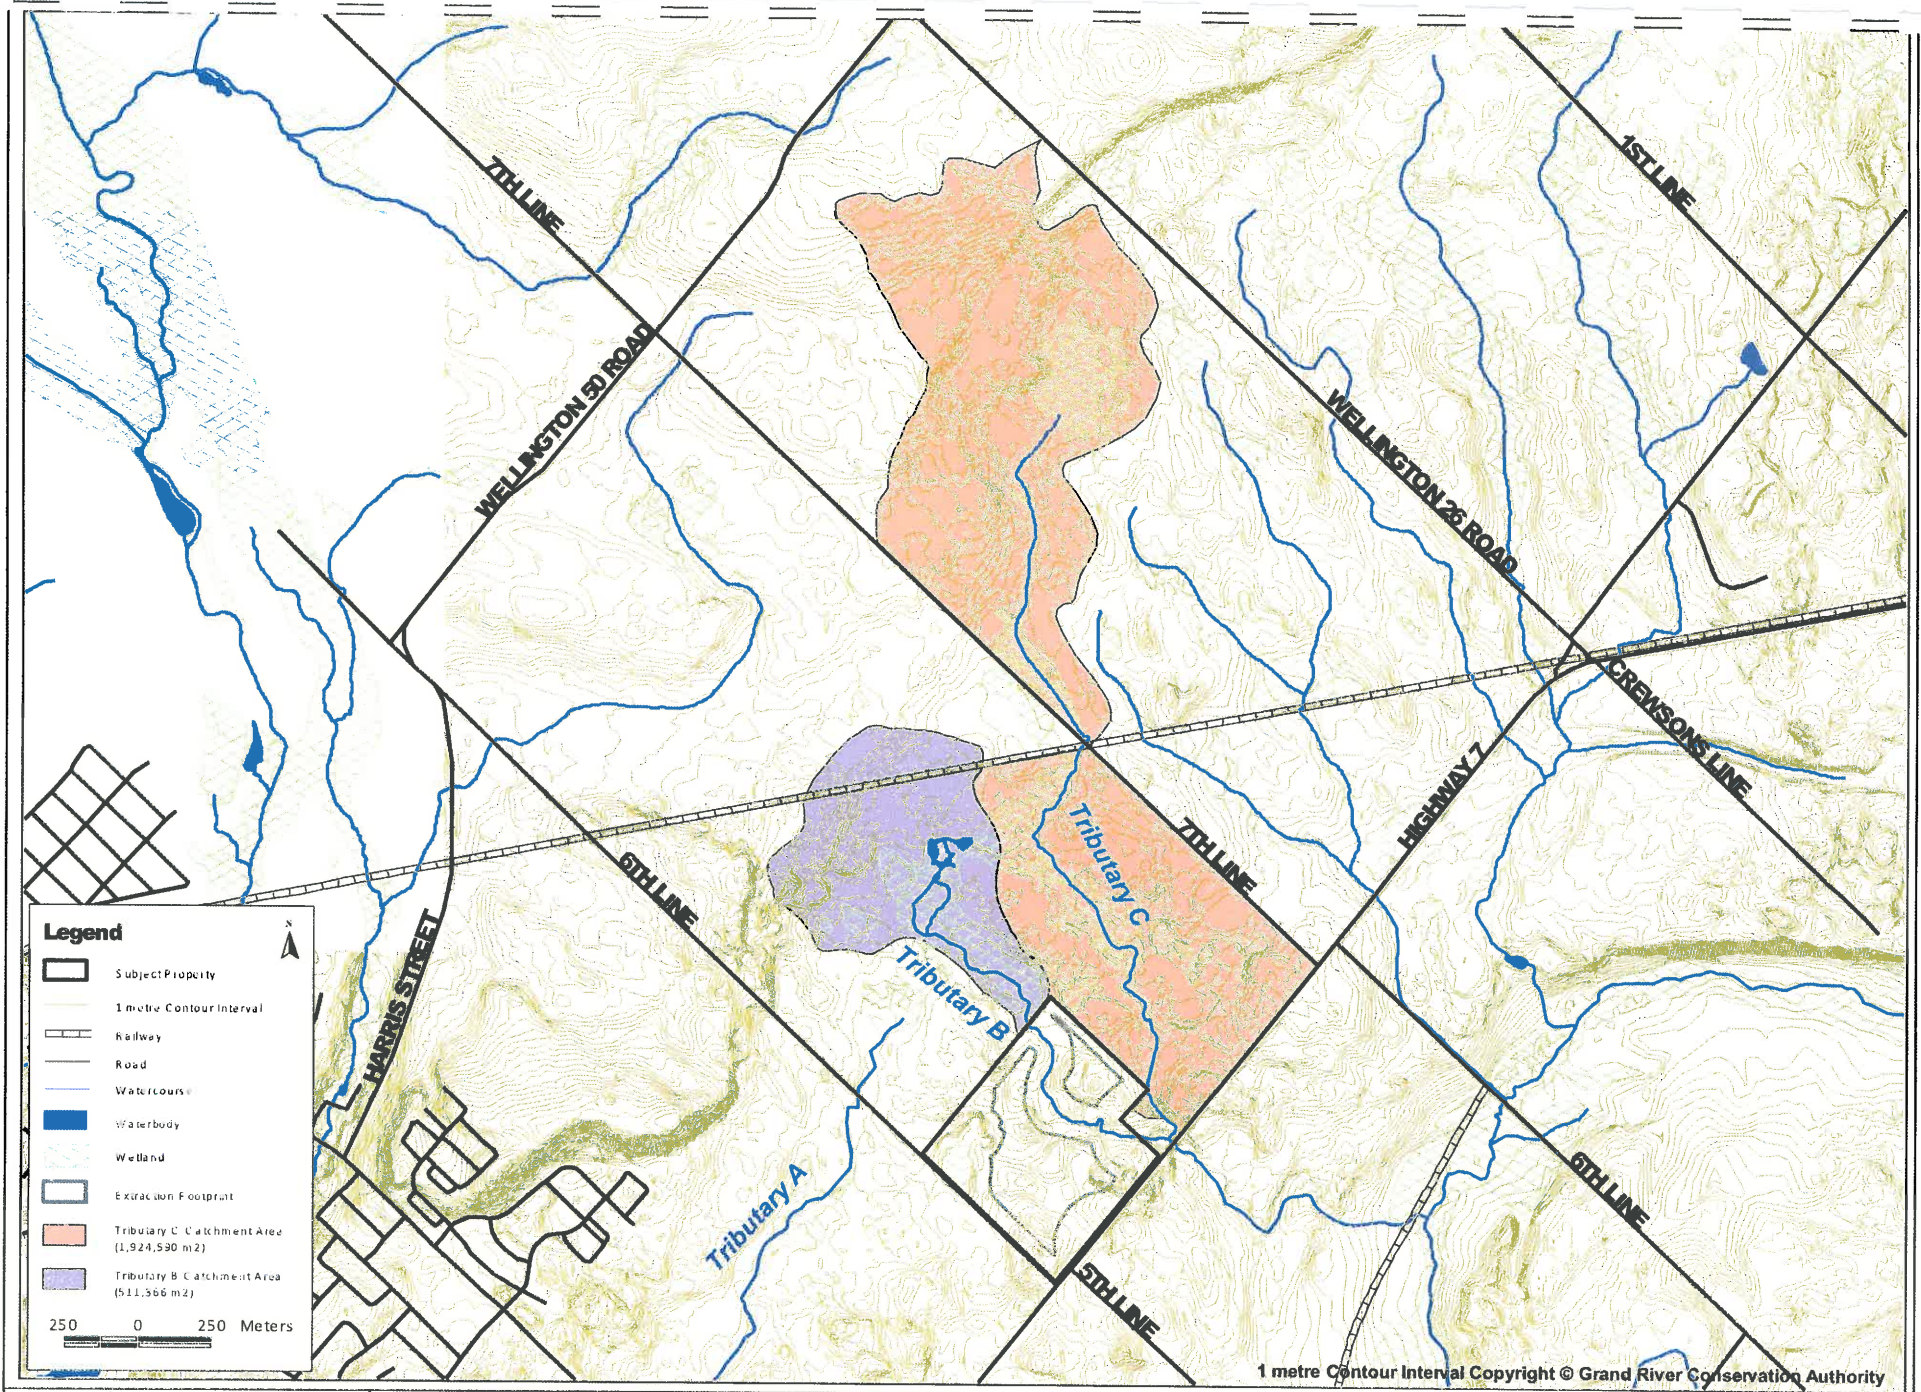 7TH LINE
1ST LINE
WELLINGTON 50 ROAD
WELLINGTON 26 ROAD
CREWSONS LINE
HIGHWAY 7
7TH LINE
Tributary C
6TH LINE
Tributary B
HARRIS STREET
Tributary A
6TH LINE
5TH LINE
Legend
N
Subject Property
1 metre Contour Interval
Railway
Road
Watercourse
Waterbody
Wetland
Extraction Footprint
Tributary C Catchment Area
(1,924,590 m2)
Tributary B Catchment Area
(511,366 m2)
250 0 250 Meters
1 metre Contour Interval Copyright © Grand River Conservation Authority